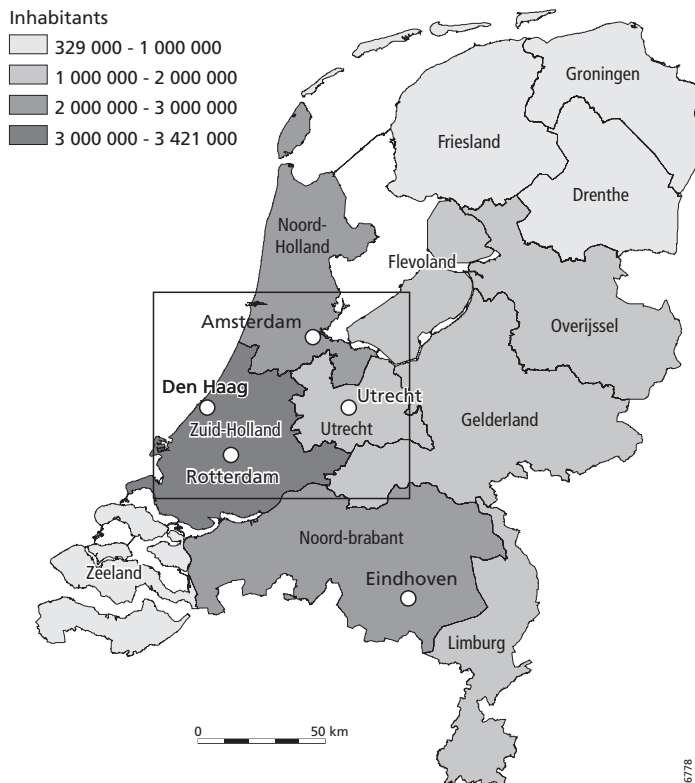 Inhabitants
329 000 - 1 000 000
1 000 000 - 2 000 000
2 000 000 - 3 000 000
3 000 000 - 3 421 000
Groningen
Friesland
Drenthe
Noord-
Holland
Flevoland
Amsterdam
Overijssel
Den Haag
Utrecht
Zuid-Holland
Utrecht
Gelderland
Rotterdam
Noord-brabant
Zeeland
Eindhoven
Limburg
0 50 km
6778